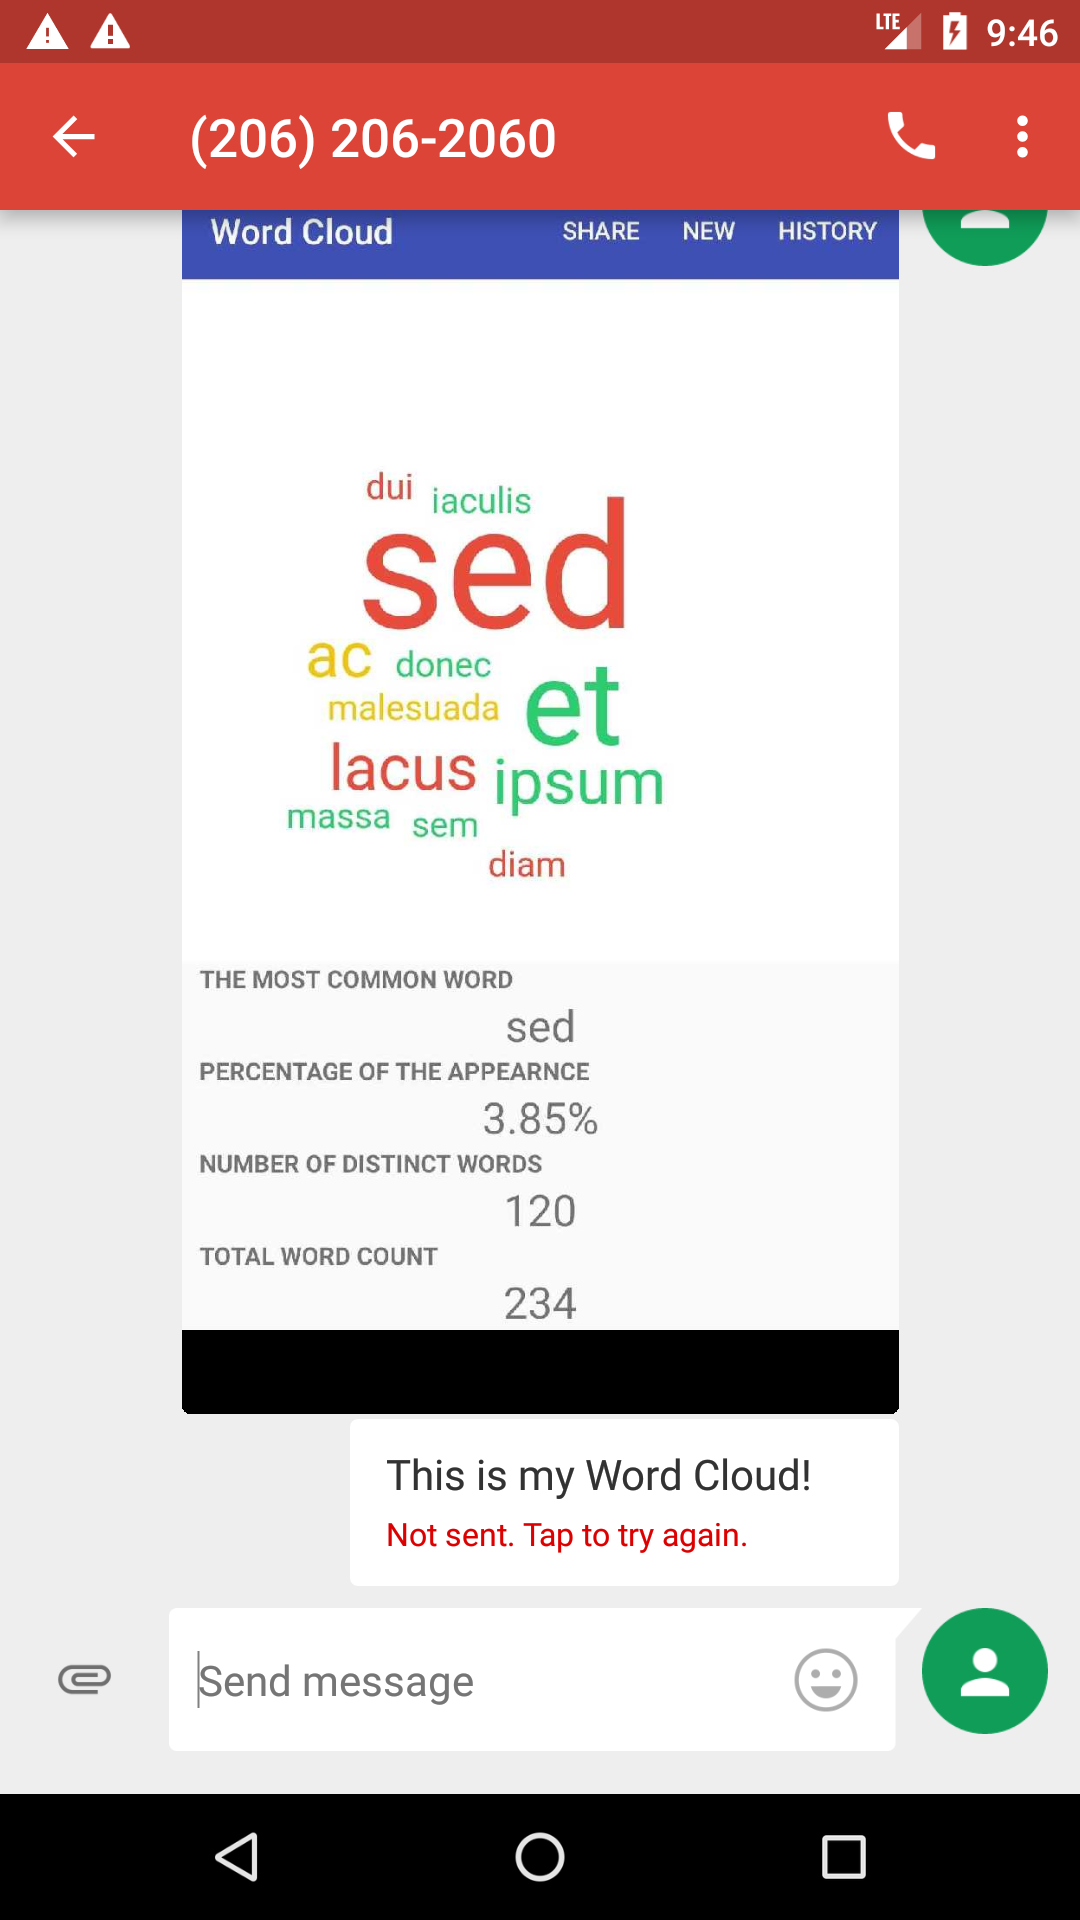 LTE 9:46
(206) 206-2060
Word Cloud SHARE NEW HISTORY
dui iaculis
sed
ac donec
malesuada et
lacus ipsum
massa sem
diam
THE MOST COMMON WORD
sed
PERCENTAGE OF THE APPEARNCE
3.85%
NUMBER OF DISTINCT WORDS
120
TOTAL WORD COUNT
234
This is my Word Cloud!
Not sent. Tap to try again.
Send message